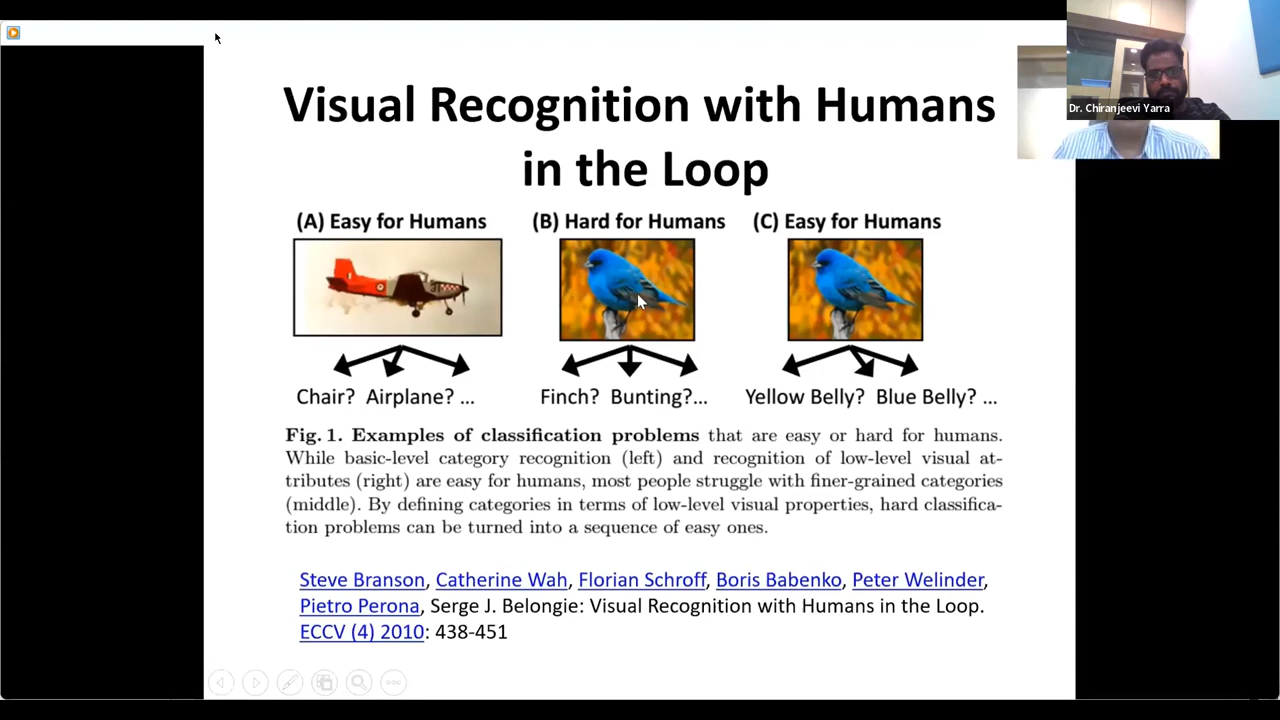 Visual Recognition with Humans
in the Loop
(A) Easy for Humans
(B) Hard for Humans
(C) Easy for Humans
Chair? Airplane? ...
Finch? Bunting?...
Yellow Belly? Blue Belly? ...
Fig. 1. Examples of classification problems that are easy or hard for humans.
While basic-level category recognition (left) and recognition of low-level visual at-
tributes (right) are easy for humans, most people struggle with finer-grained categories
(middle). By defining categories in terms of low-level visual properties, hard classifica-
tion problems can be turned into a sequence of easy ones.
Steve Branson, Catherine Wah, Florian Schroff, Boris Babenko, Peter Welinder,
Pietro Perona, Serge J. Belongie: Visual Recognition with Humans in the Loop.
ECCV (4) 2010: 438-451
Dr. Chiranjeevi Yarra